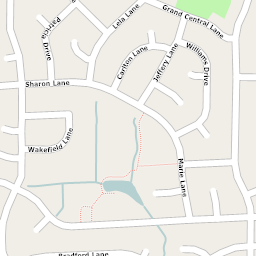 Lela Lane
Grand Central Lane
Patricia Drive
Carlton Lane
Jeffery Lane
Williams Drive
Sharon Lane
Wakefield Lane
Marie Lane
Bradford Lane